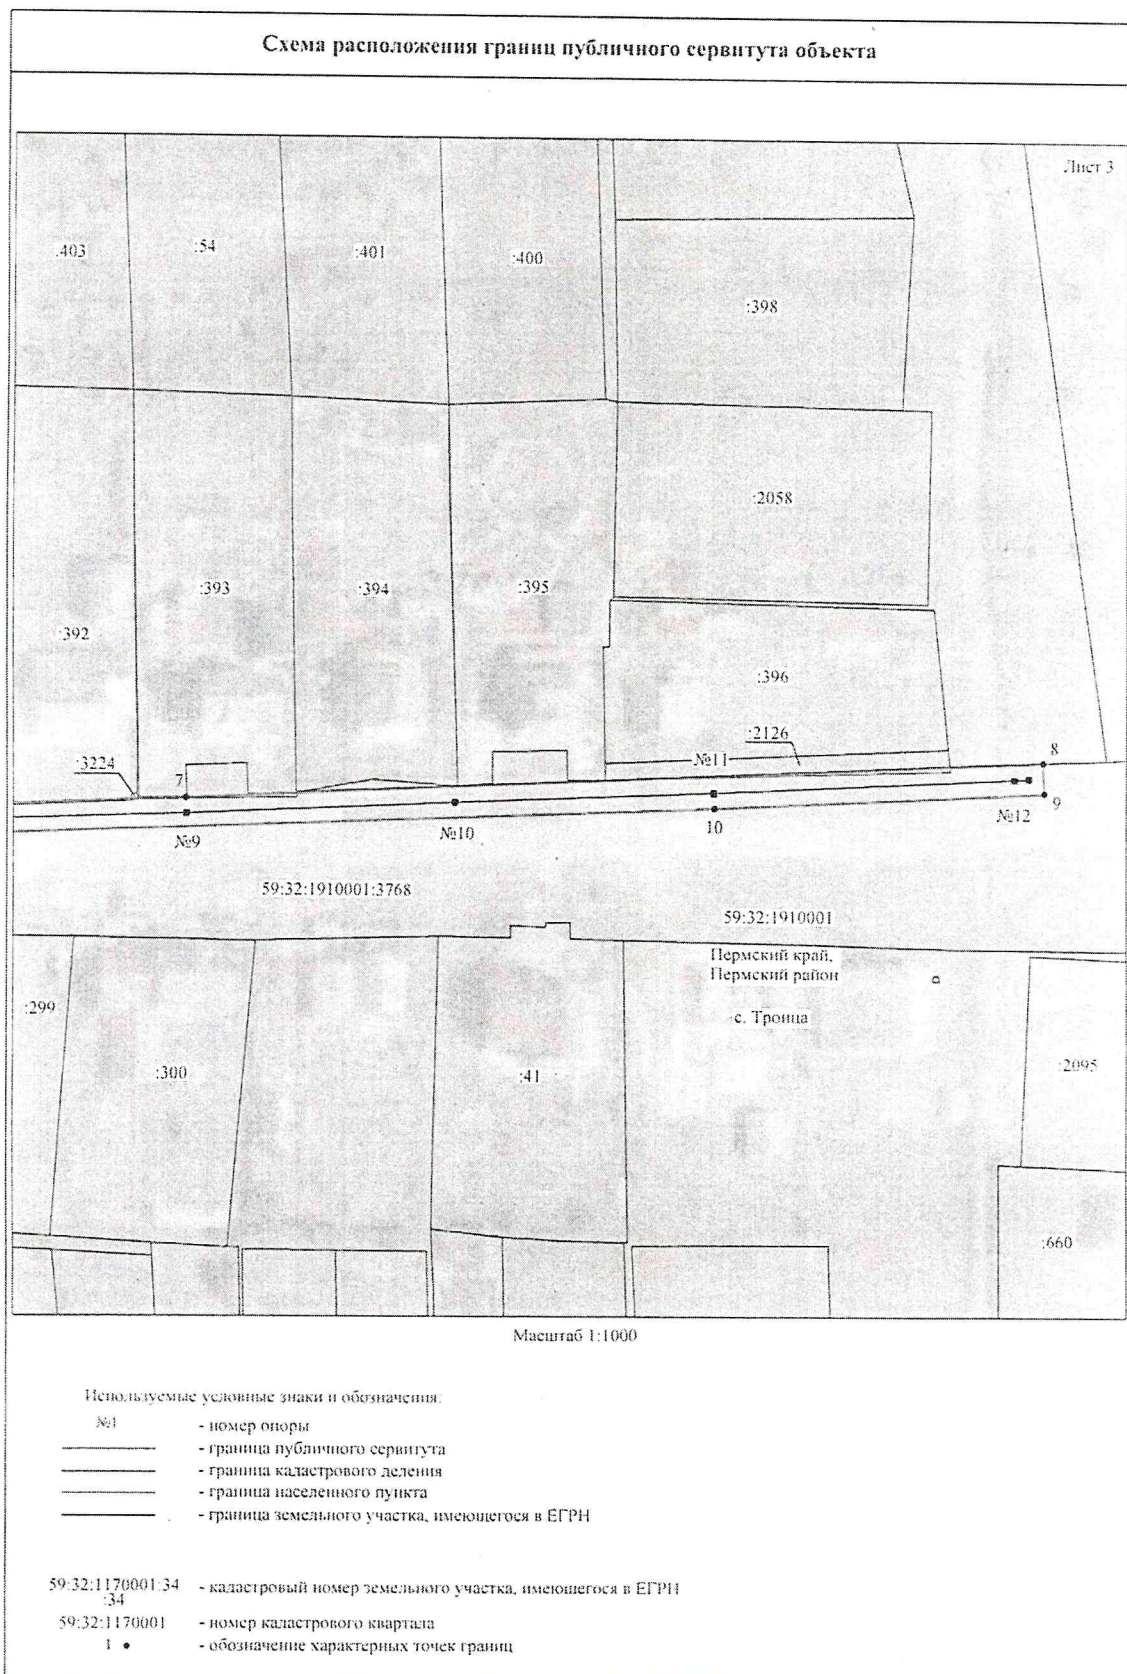 Схема расположения границ публичного сервитута объекта
Лист 3
:403
:54
:401
:400
:398
:2058
:393
:394
:395
:392
:396
:2126
:3224
7
№11
8
№9
№10
10
№12
9
59:32:1910001:3768
59:32:1910001
Пермский край,
Пермский район
:299
с. Троица
:300
:41
:2095
:660
Масштаб 1:1000
Используемые условные знаки и обозначения:
№1 - номер опоры
- граница публичного сервитута
- граница кадастрового деления
- граница населенного пункта
- граница земельного участка, имеющегося в ЕГРН
59:32:1170001:34 - кадастровый номер земельного участка, имеющегося в ЕГРН
:34
59:32:1170001 - номер кадастрового квартала
1 - обозначение характерных точек границ